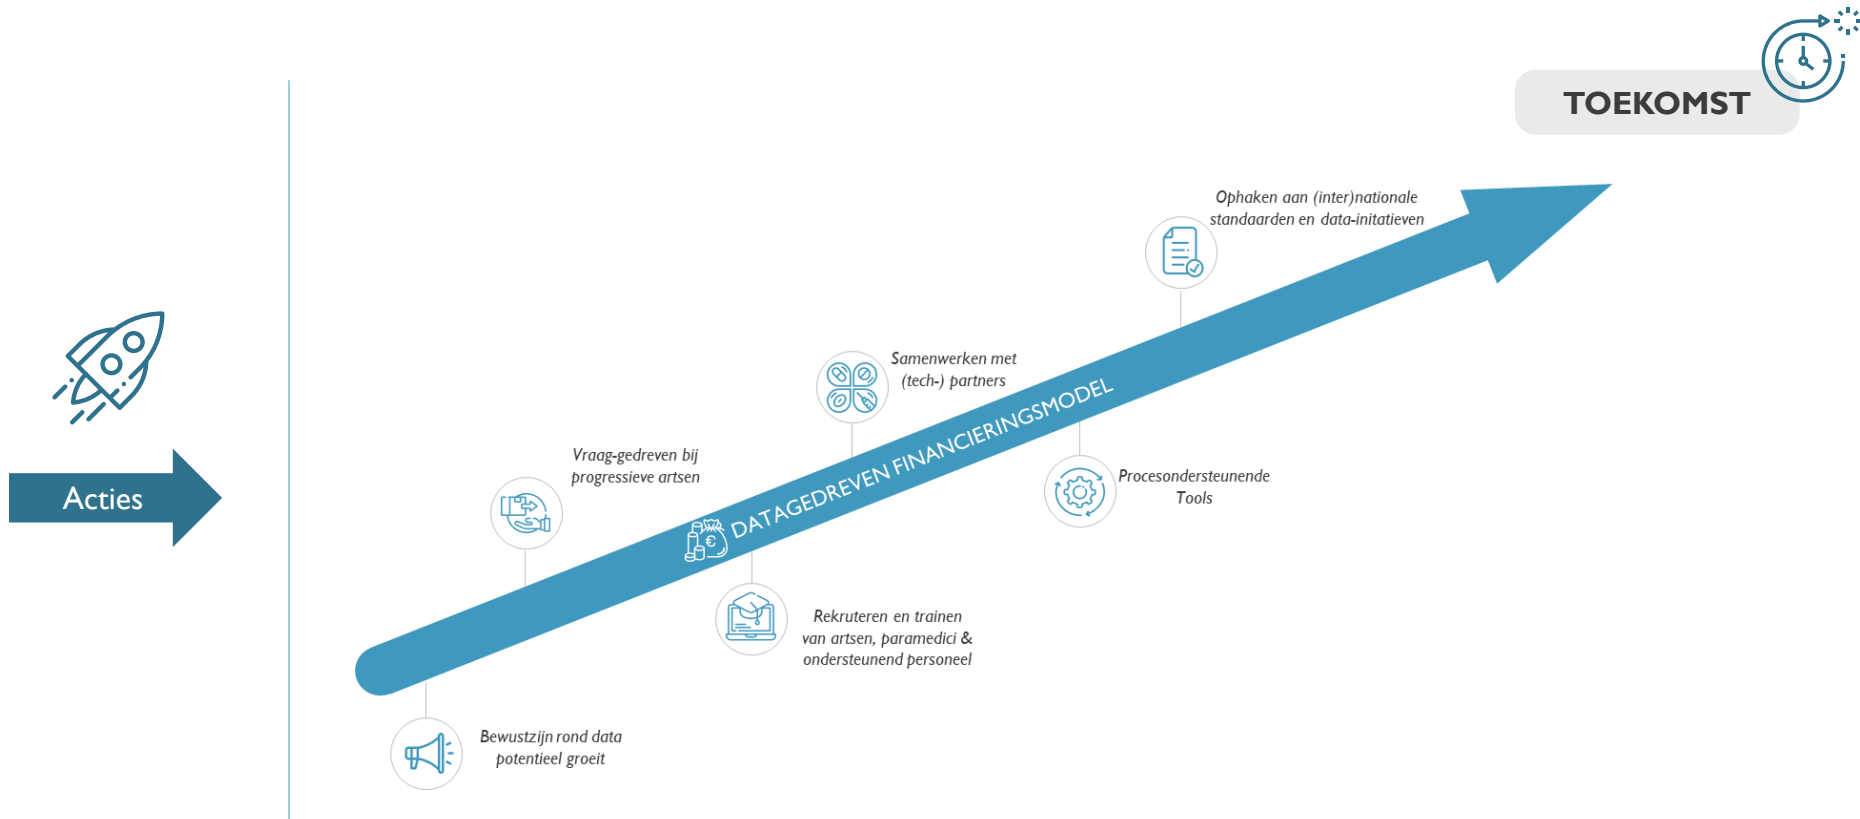 TOEKOMST
Ophaken aan (inter)nationale
standaarden en data-initatieven
Samenwerken met
(tech-) partners
DATAGEDREVEN FINANCIERINGSMODEL
€
Vraag-gedreven bij
progressieve artsen
Procesondersteunende
Tools
Acties
Rekruteren en trainen
van artsen, paramedici &
ondersteunend personeel
Bewustzijn rond data
potentieel groeit